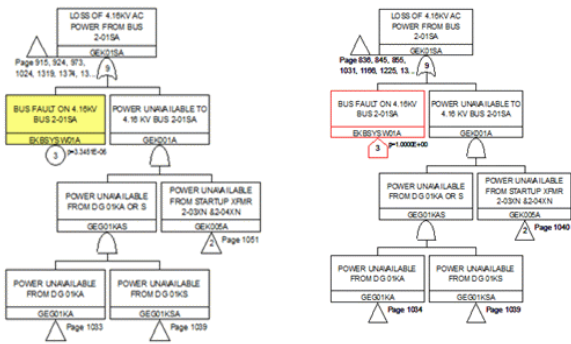 LOSS OF 4.16KV AC
POWER FROM BUS
2-01SA
GEK01SA
Page 915, 924, 973,
1024, 1319, 1374, 13...
9
BUS FAULT ON 4.16KV
BUS 2-01SA
EKBSYSW01A
3
p=3.3451E-06
POWER UNAVAILABLE TO
4.16 KV BUS 2-01SA
GEK001A
POWER UNAVAILABLE
FROM DG 01KA OR S
GEG01KAS
POWER UNAVAILABLE
FROM STARTUP XFMR
2-03XN &2-04XN
GEK005A
2
Page 1051
POWER UNAVAILABLE
FROM DG 01KA
GEG01KA
Page 1033
POWER UNAVAILABLE
FROM DG 01KS
GEG01KSA
Page 1039
LOSS OF 4.16KV AC
POWER FROM BUS
2-01SA
GEK01SA
Page 836, 845, 855,
1031, 1166, 1225, 13...
9
BUS FAULT ON 4.16KV
BUS 2-01SA
EKBSYSW01A
3
p=1.0000E+00
POWER UNAVAILABLE TO
4.16 KV BUS 2-01SA
GEK001A
POWER UNAVAILABLE
FROM DG 01KA OR S
GEG01KAS
POWER UNAVAILABLE
FROM STARTUP XFMR
2-03XN &2-04XN
GEK005A
2
Page 1040
POWER UNAVAILABLE
FROM DG 01KA
GEG01KA
Page 1034
POWER UNAVAILABLE
FROM DG 01KS
GEG01KSA
Page 1039